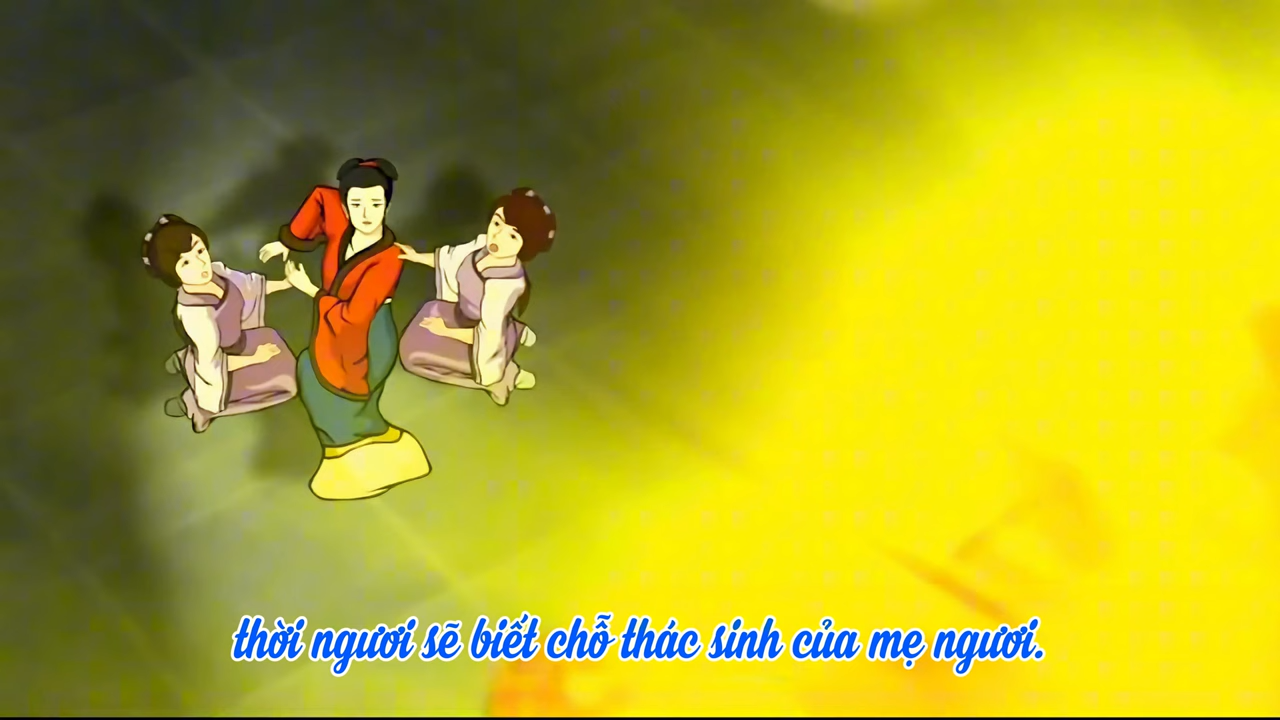 thời ngươi sẽ biết chỗ thác sinh của mẹ ngươi.